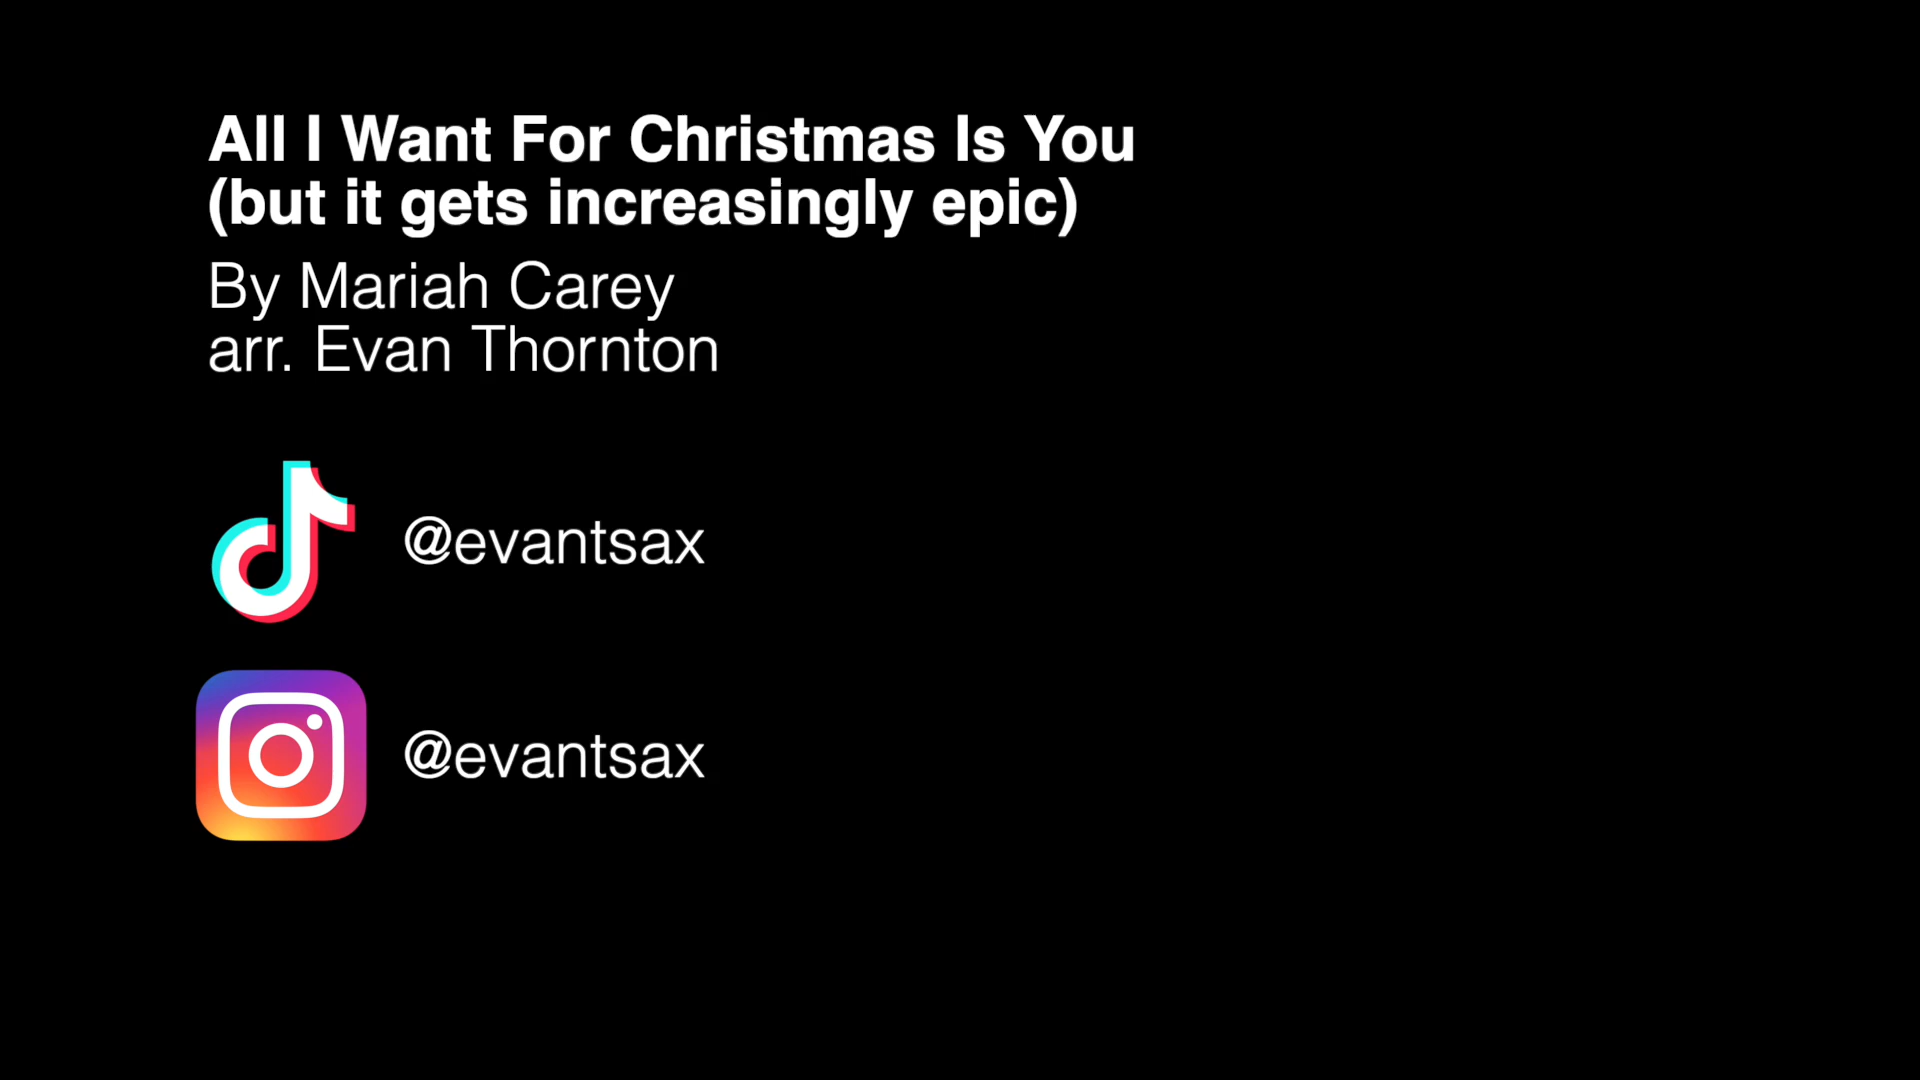 All I Want For Christmas Is You
(but it gets increasingly epic)
By Mariah Carey
arr. Evan Thornton
@evantsax
@evantsax